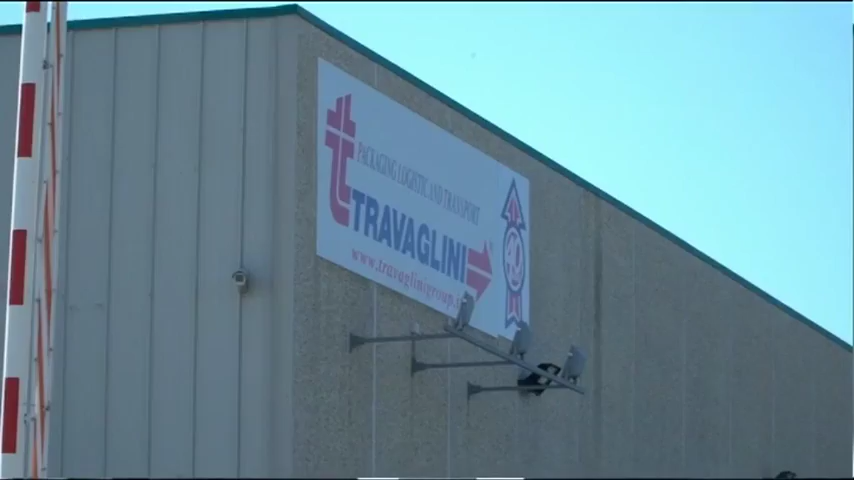 PACKAGING LOGISTIC AND TRANSPORT
TRAVAGLINI
www.travaglinigroup.